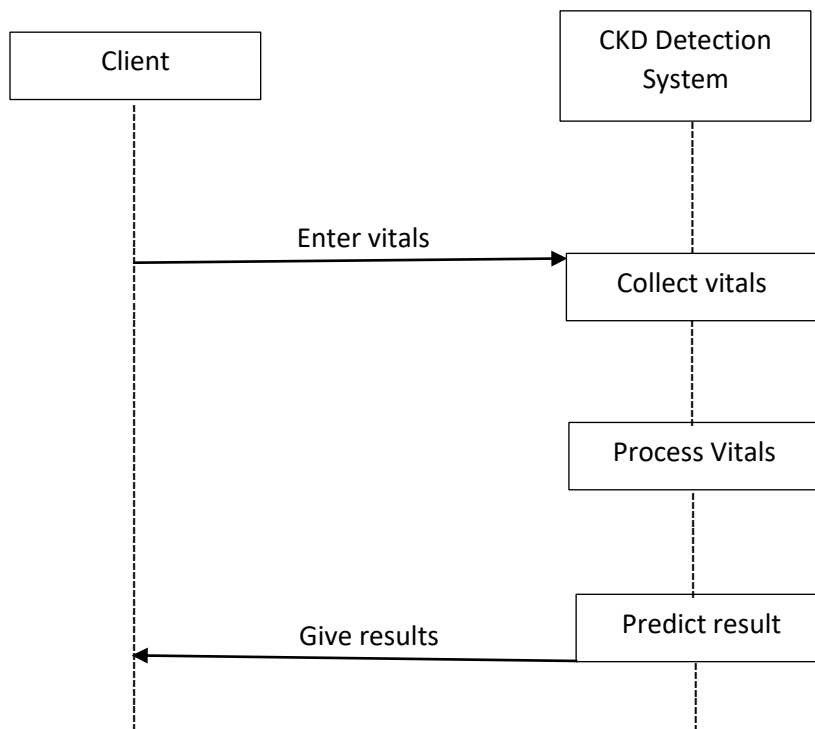 Client
CKD Detection
System
Enter vitals
Collect vitals
Process Vitals
Predict result
Give results